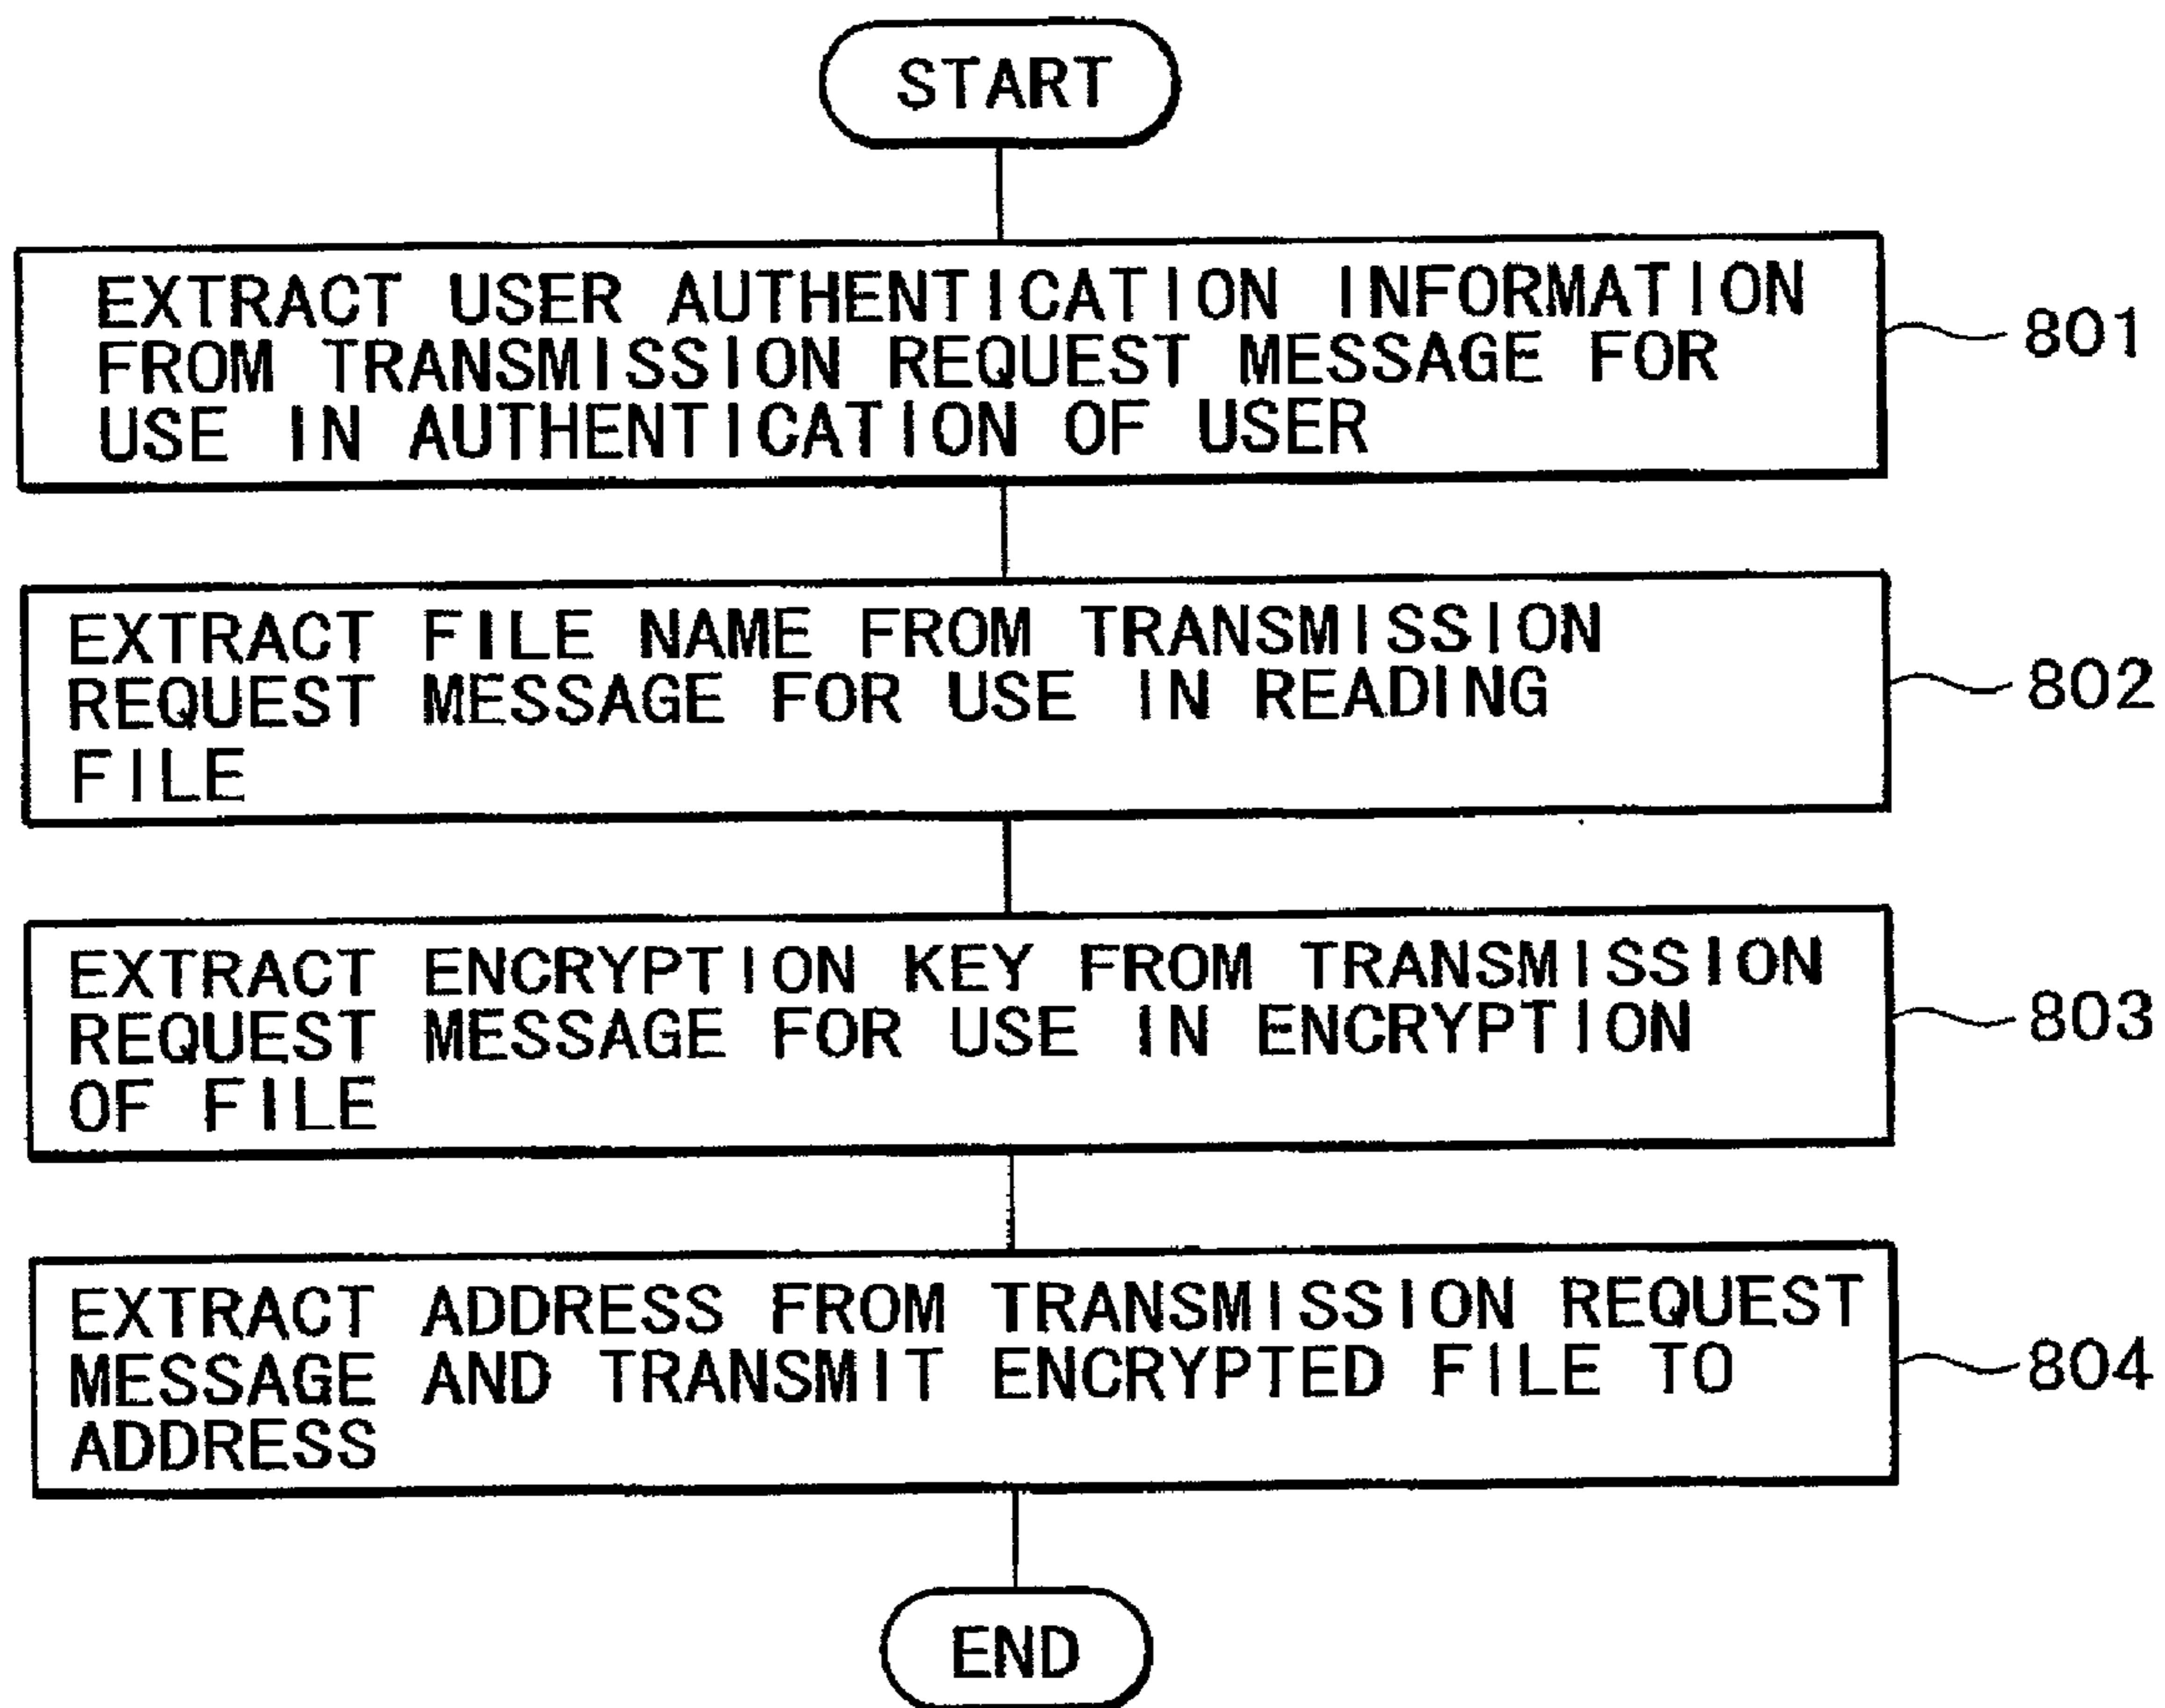 START
EXTRACT USER AUTHENTICATION INFORMATION
FROM TRANSMISSION REQUEST MESSAGE FOR
USE IN AUTHENTICATION OF USER
801
EXTRACT FILE NAME FROM TRANSMISSION
REQUEST MESSAGE FOR USE IN READING
FILE
802
EXTRACT ENCRYPTION KEY FROM TRANSMISSION
REQUEST MESSAGE FOR USE IN ENCRYPTION
OF FILE
803
EXTRACT ADDRESS FROM TRANSMISSION REQUEST
MESSAGE AND TRANSMIT ENCRYPTED FILE TO
ADDRESS
804
END